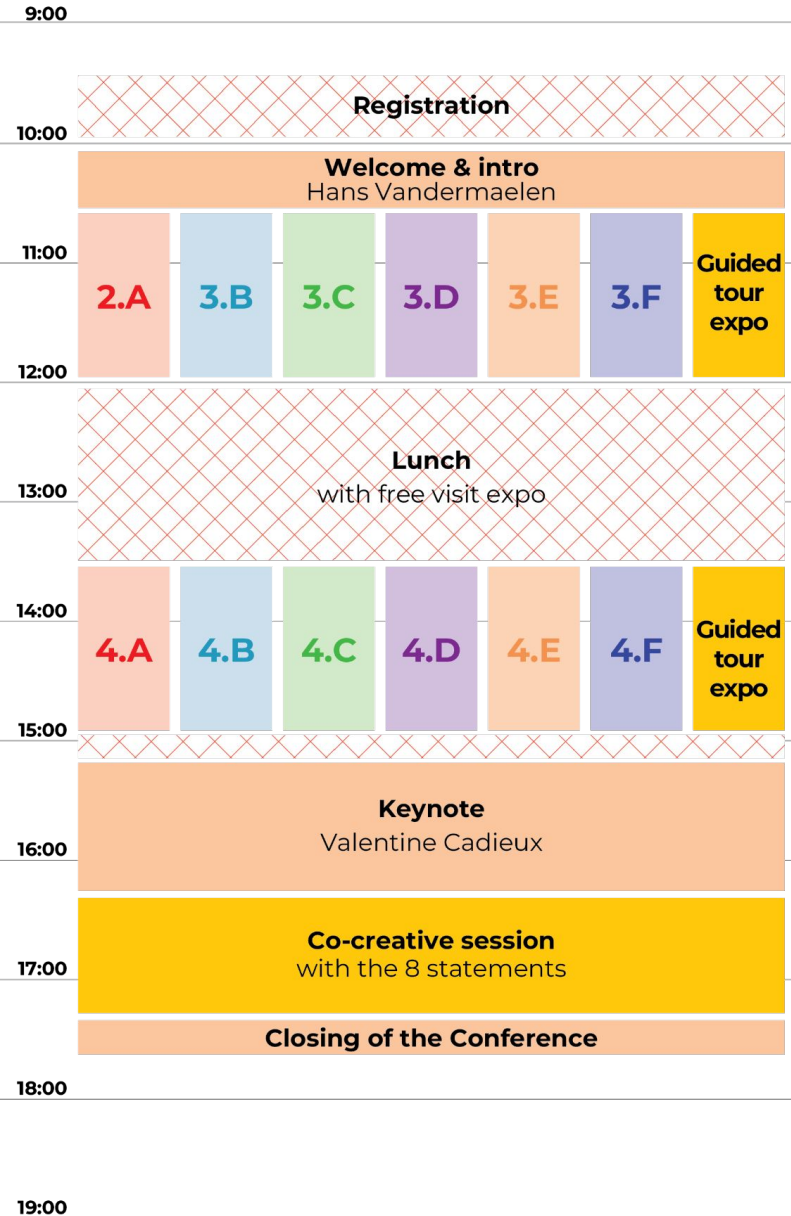 9:00
Registration
10:00
Welcome & intro
Hans Vandermaelen
11:00
2.A
3.B
3.C
3.D
3.E
3.F
Guided
tour
expo
12:00
Lunch
with free visit expo
13:00
14:00
4.A
4.B
4.C
4.D
4.E
4.F
Guided
tour
expo
15:00
Keynote
Valentine Cadieux
16:00
Co-creative session
with the 8 statements
17:00
Closing of the Conference
18:00
19:00